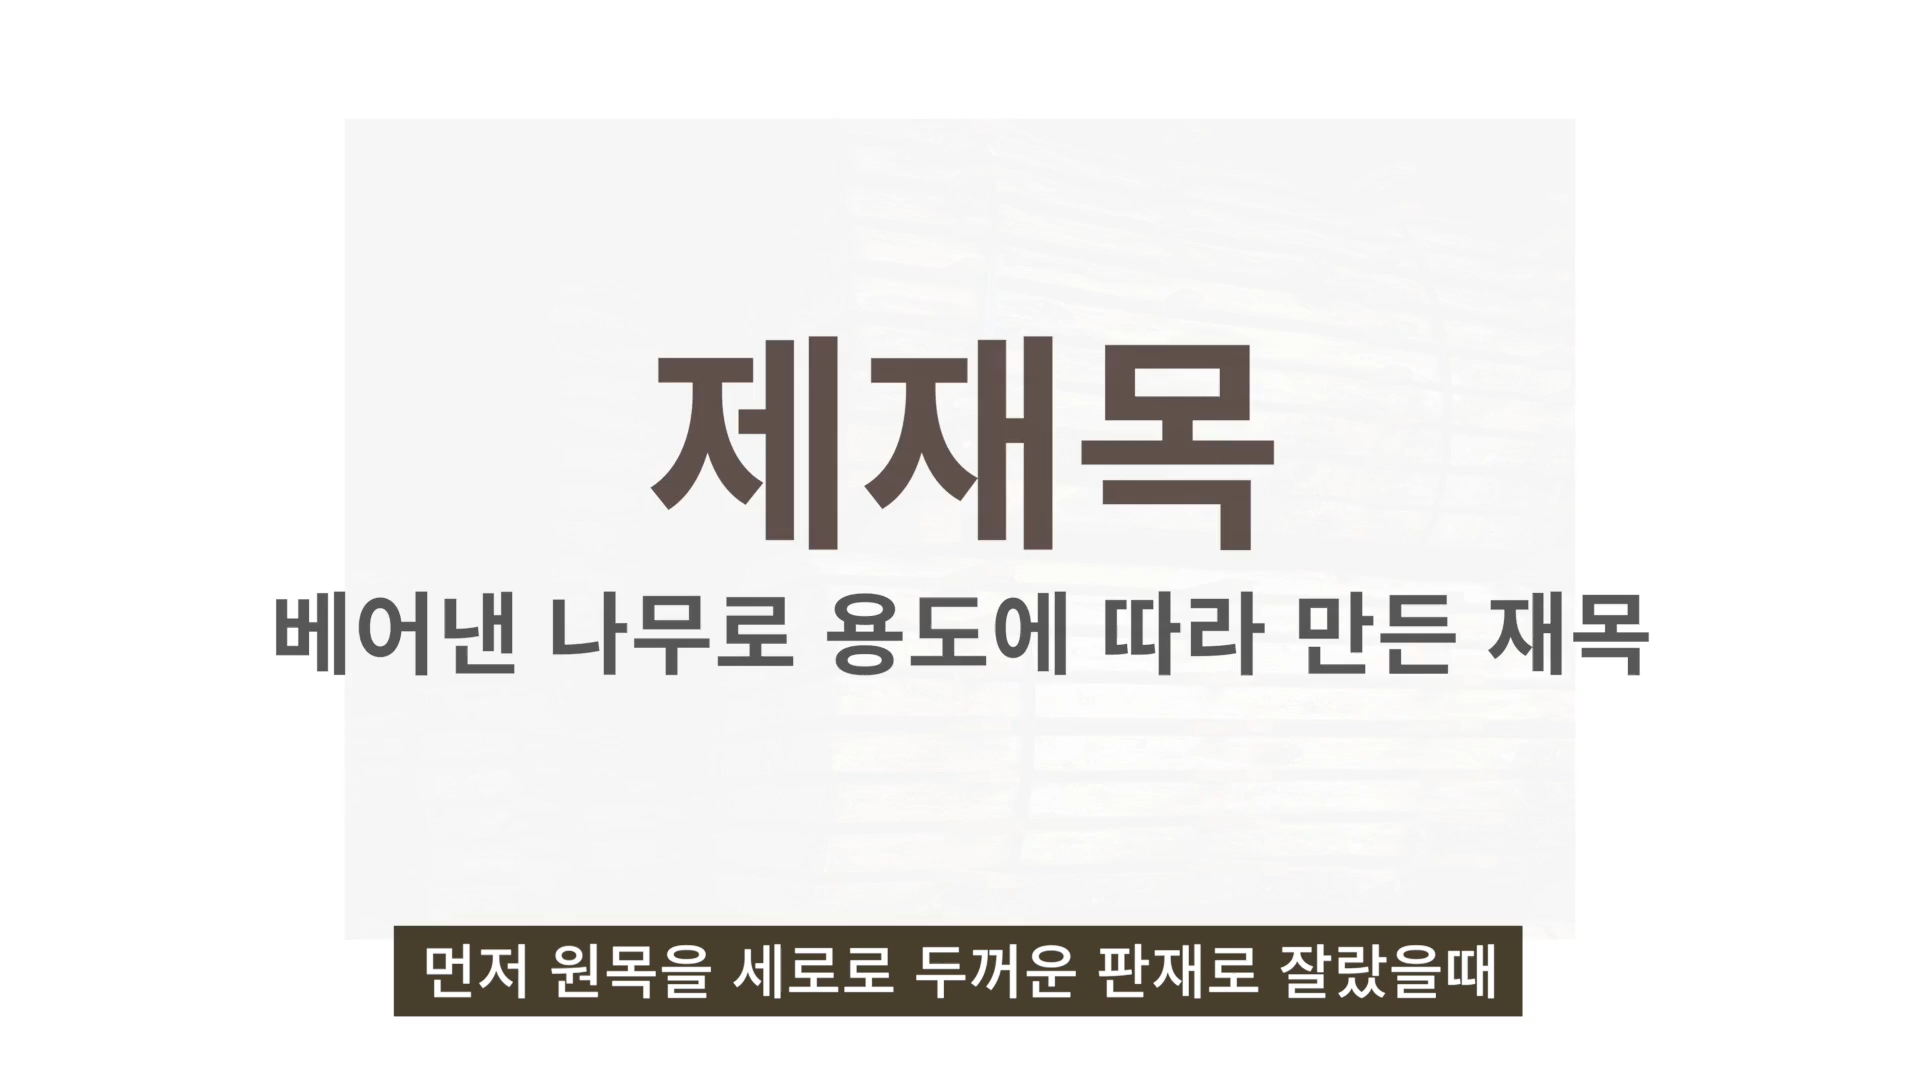 제재목
베어낸 나무로 용도에 따라 만든 재목
먼저 원목을 세로로 두꺼운 판재로 잘랐을때